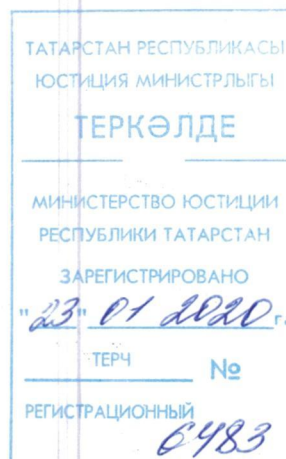 ТАТАРСТАН РЕСПУБЛИКАСЫ
ЮСТИЦИЯ МИНИСТРЛЫГЫ
ТЕРКӘЛДЕ
МИНИСТЕРСТВО ЮСТИЦИИ
РЕСПУБЛИКИ ТАТАРСТАН
ЗАРЕГИСТРИРОВАНО
"23" 01 2020 г.
ТЕРЧ №
РЕГИСТРАЦИОННЫЙ
6483